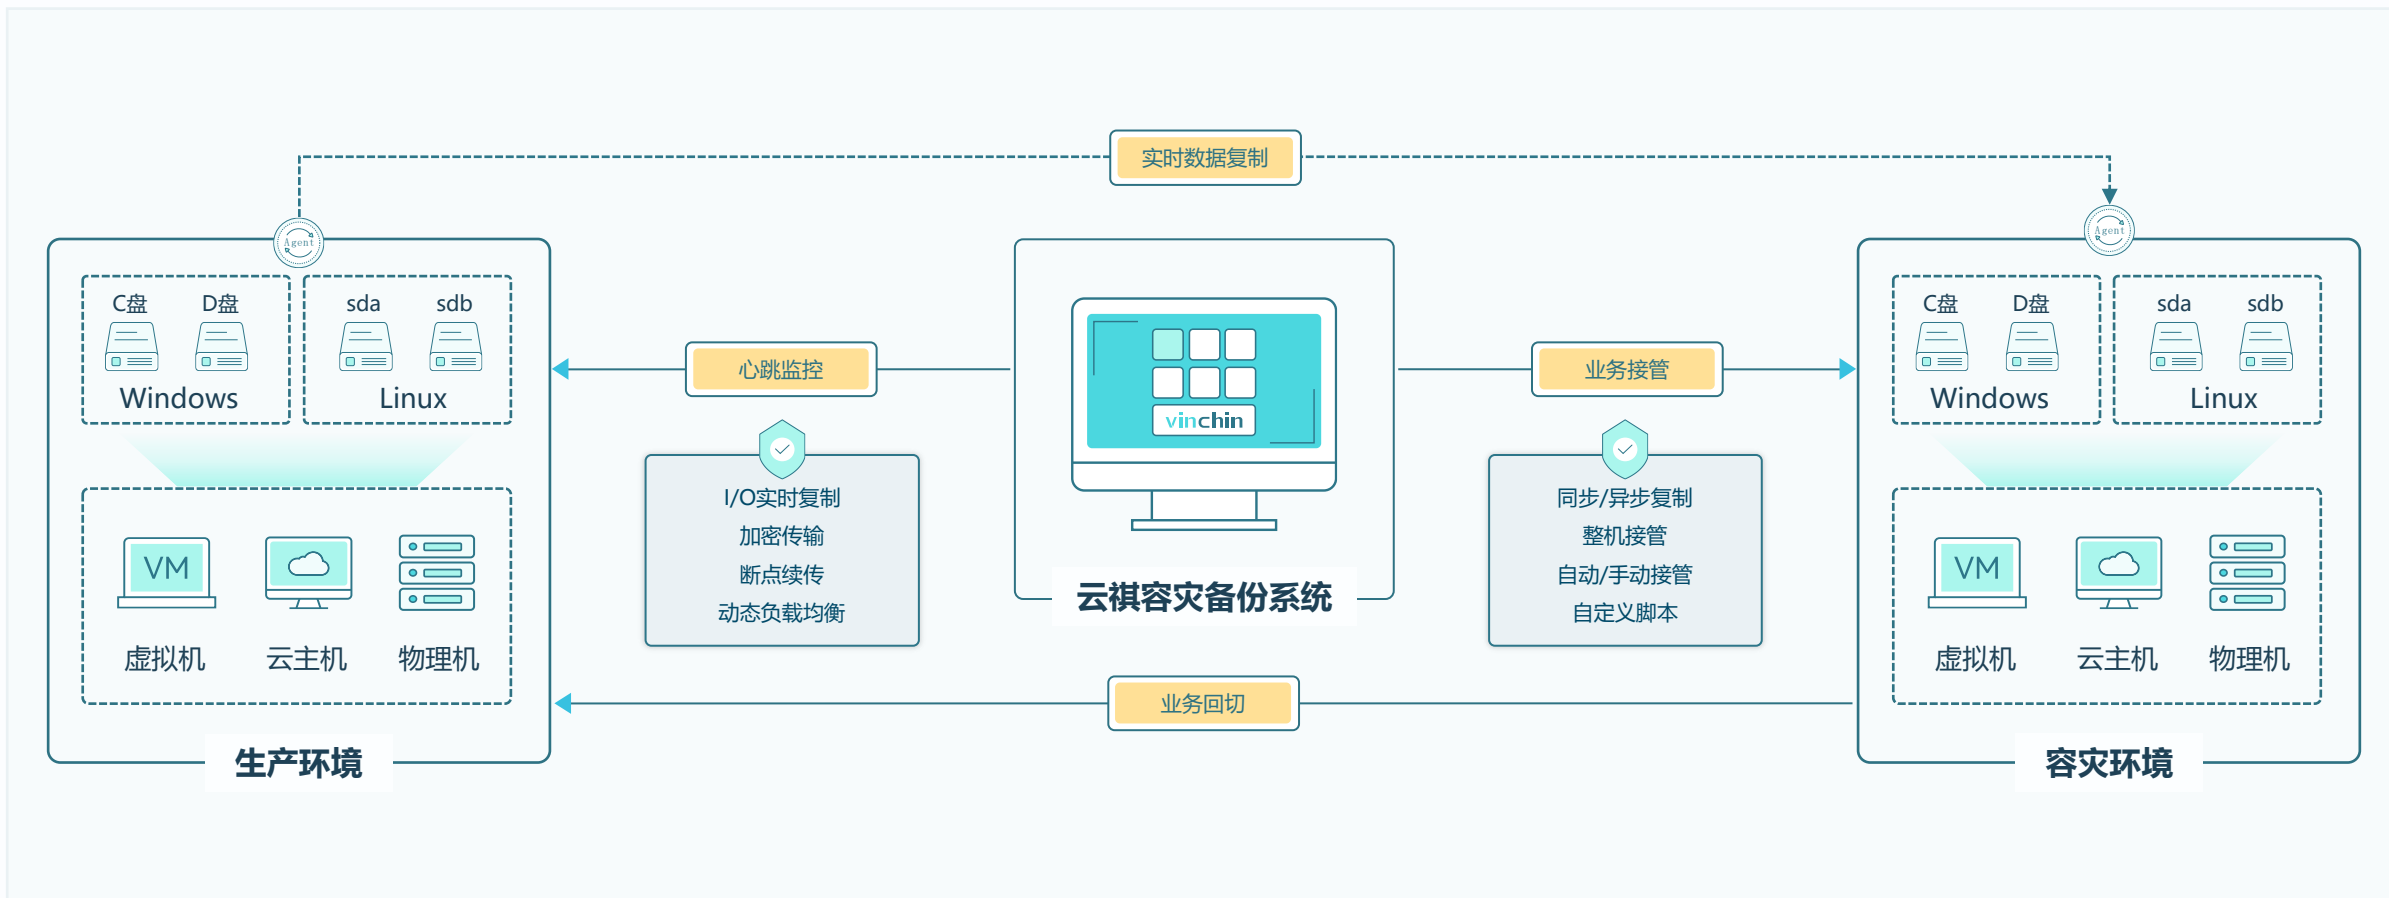 实时数据复制
Agent
Agent
C盘
D盘
sda
sdb
Windows
Linux
虚拟机
VM
云主机
物理机
生产环境
心跳监控
I/O实时复制
加密传输
断点续传
动态负载均衡
vinchin
云祺容灾备份系统
业务接管
同步/异步复制
整机接管
自动/手动接管
自定义脚本
业务回切
C盘
D盘
sda
sdb
Windows
Linux
VM
虚拟机
云主机
物理机
容灾环境